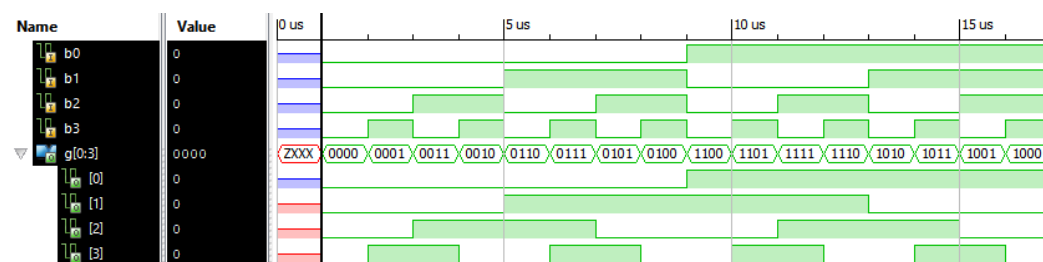 Name Value 0 us 5 us 10 us 15 us
b0 0
b1 0
b2 0
b3 0
g[0:3] 0000 ZXXX 0000 0001 0011 0010 0110 0111 0101 0100 1100 1101 1111 1110 1010 1011 1001 1000
[0] 0
[1] 0
[2] 0
[3] 0